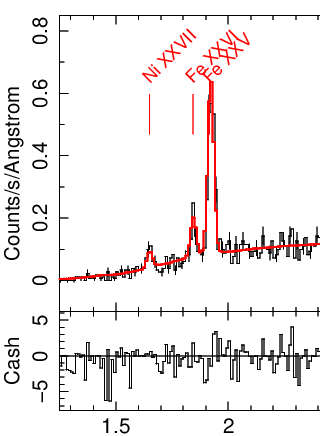 Ni XXVII
Fe XXVI
Fe XXV
Counts/s/Angstrom
0.8
0.6
0.4
0.2
0
Cash
5
0
−5
1.5
2